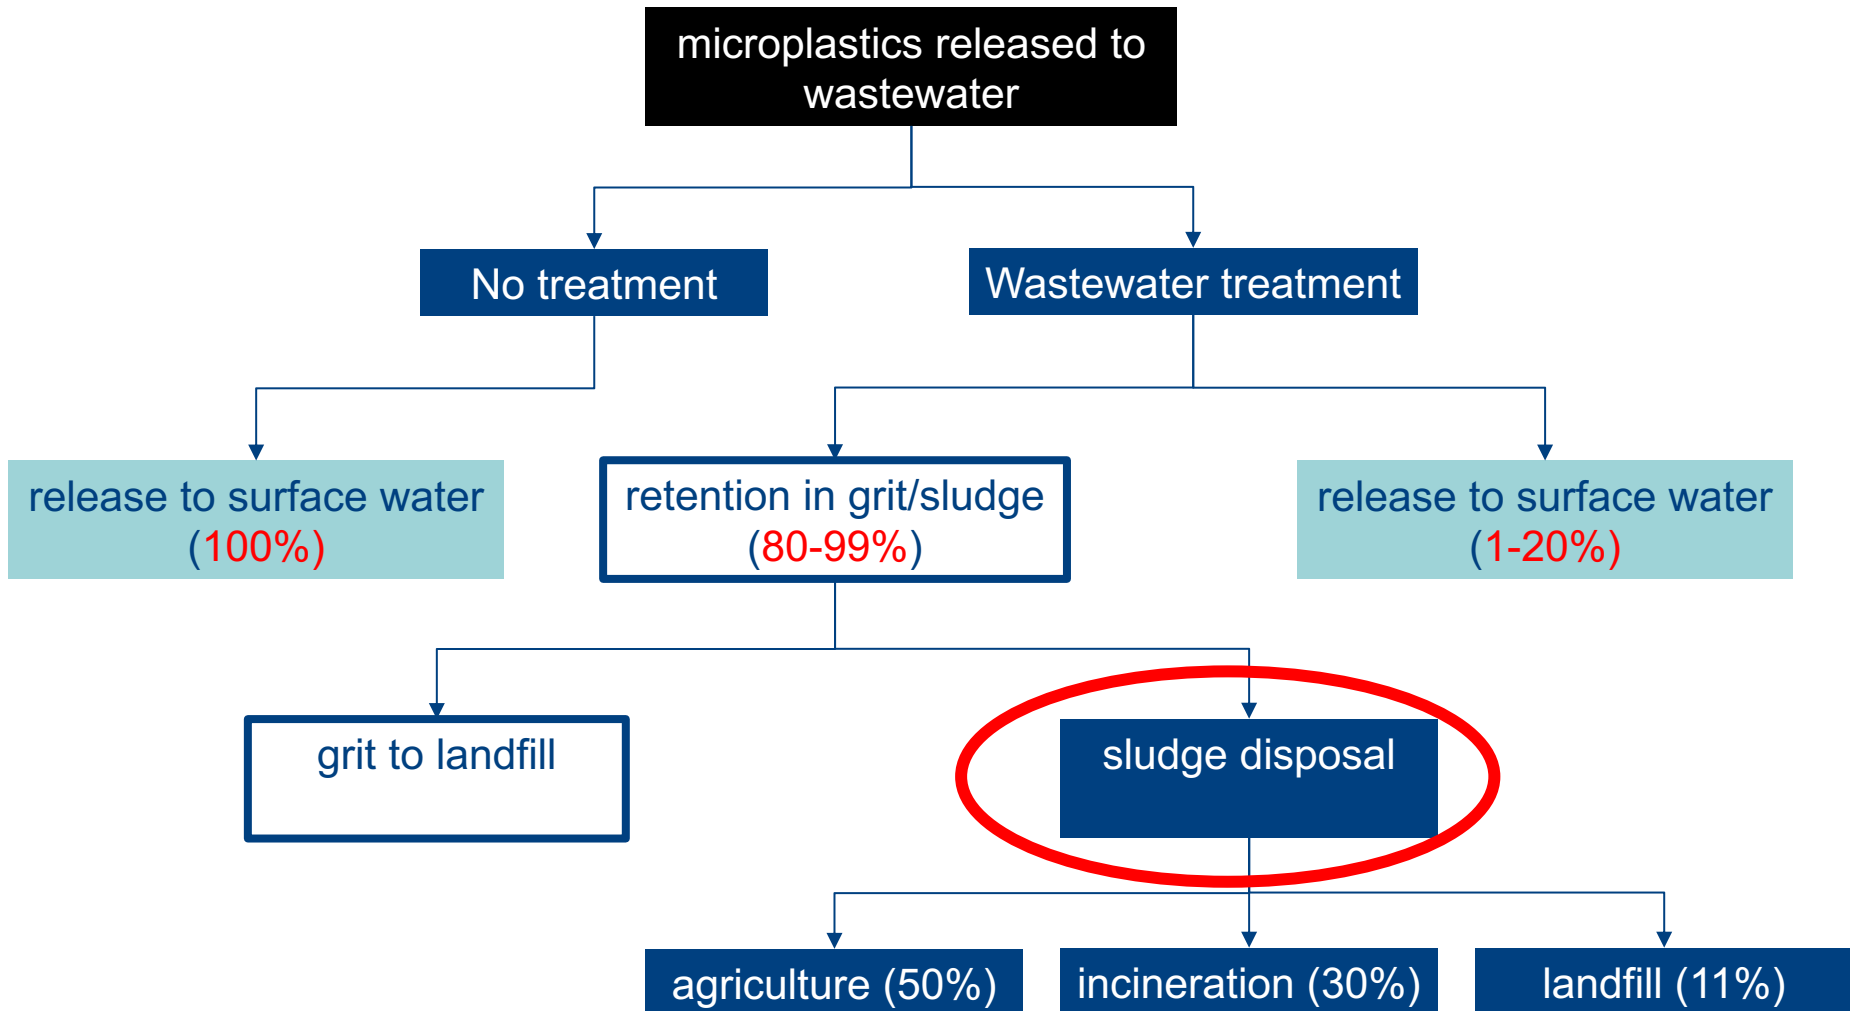 microplastics released to
wastewater
No treatment
Wastewater treatment
release to surface water
(100%)
retention in grit/sludge
(80-99%)
release to surface water
(1-20%)
grit to landfill
sludge disposal
agriculture (50%)
incineration (30%)
landfill (11%)